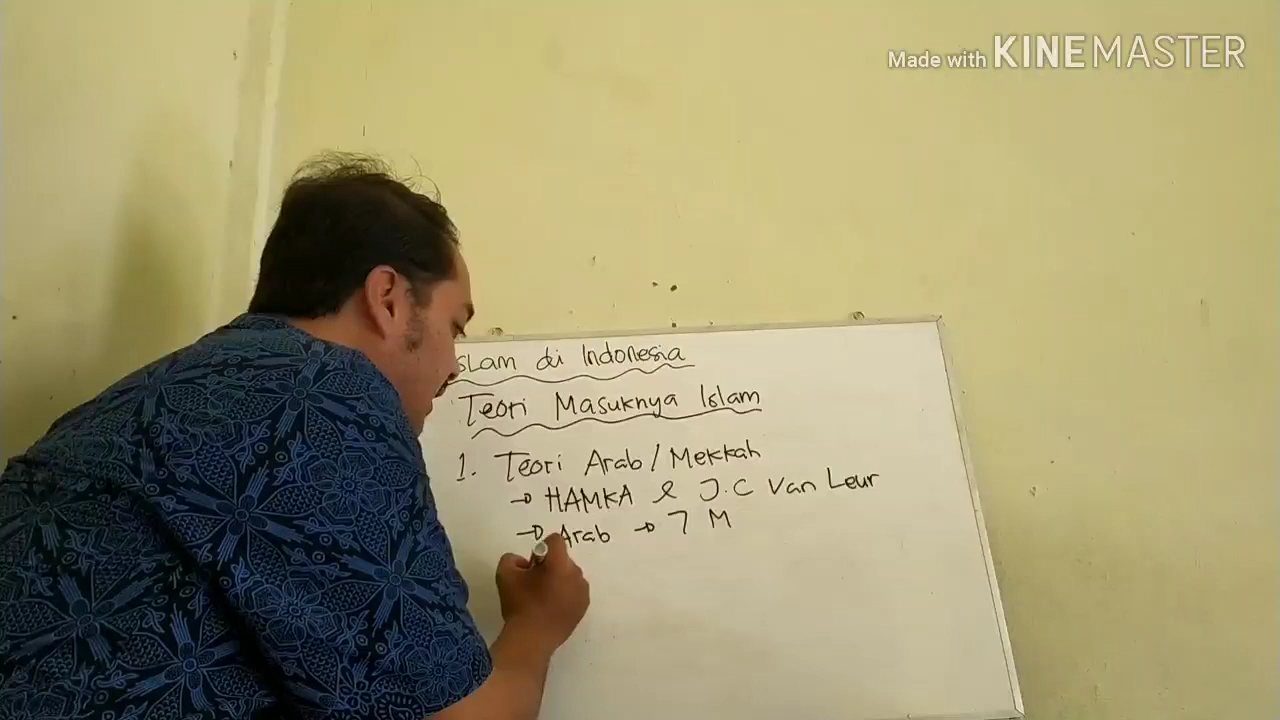 Made with KINEMASTER
slam di Indonesia
Teori Masuknya Islam
1. Teori Arab / Mekkah
→ HAMKA & J.C Van Leur
→ Arab → 7 M